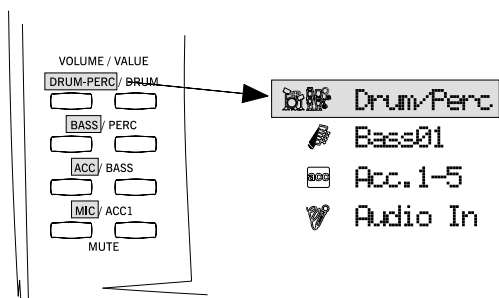 VOLUME / VALUE
DRUM-PERC / DRUM
BASS / PERC
ACC / BASS
MIC / ACC1
MUTE
Drum/Perc
Bass01
acc Acc.1-5
Audio In